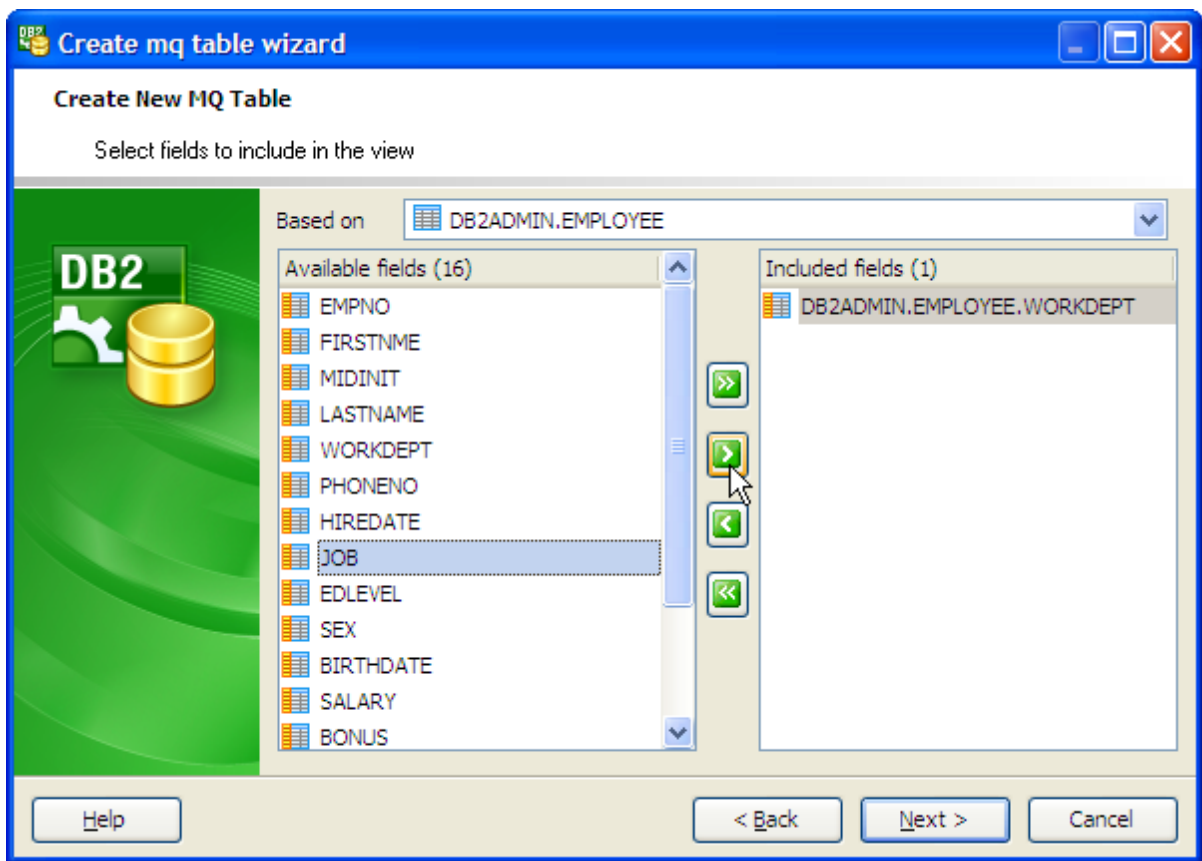 Create mq table wizard
Create New MQ Table
Select fields to include in the view
DB2
Based on DB2ADMIN.EMPLOYEE
Available fields (16)
EMPNO
FIRSTNME
MIDINIT
LASTNAME
WORKDEPT
PHONENO
HIREDATE
JOB
EDLEVEL
SEX
BIRTHDATE
SALARY
BONUS
Included fields (1)
DB2ADMIN.EMPLOYEE.WORKDEPT
Help
< Back
Next >
Cancel